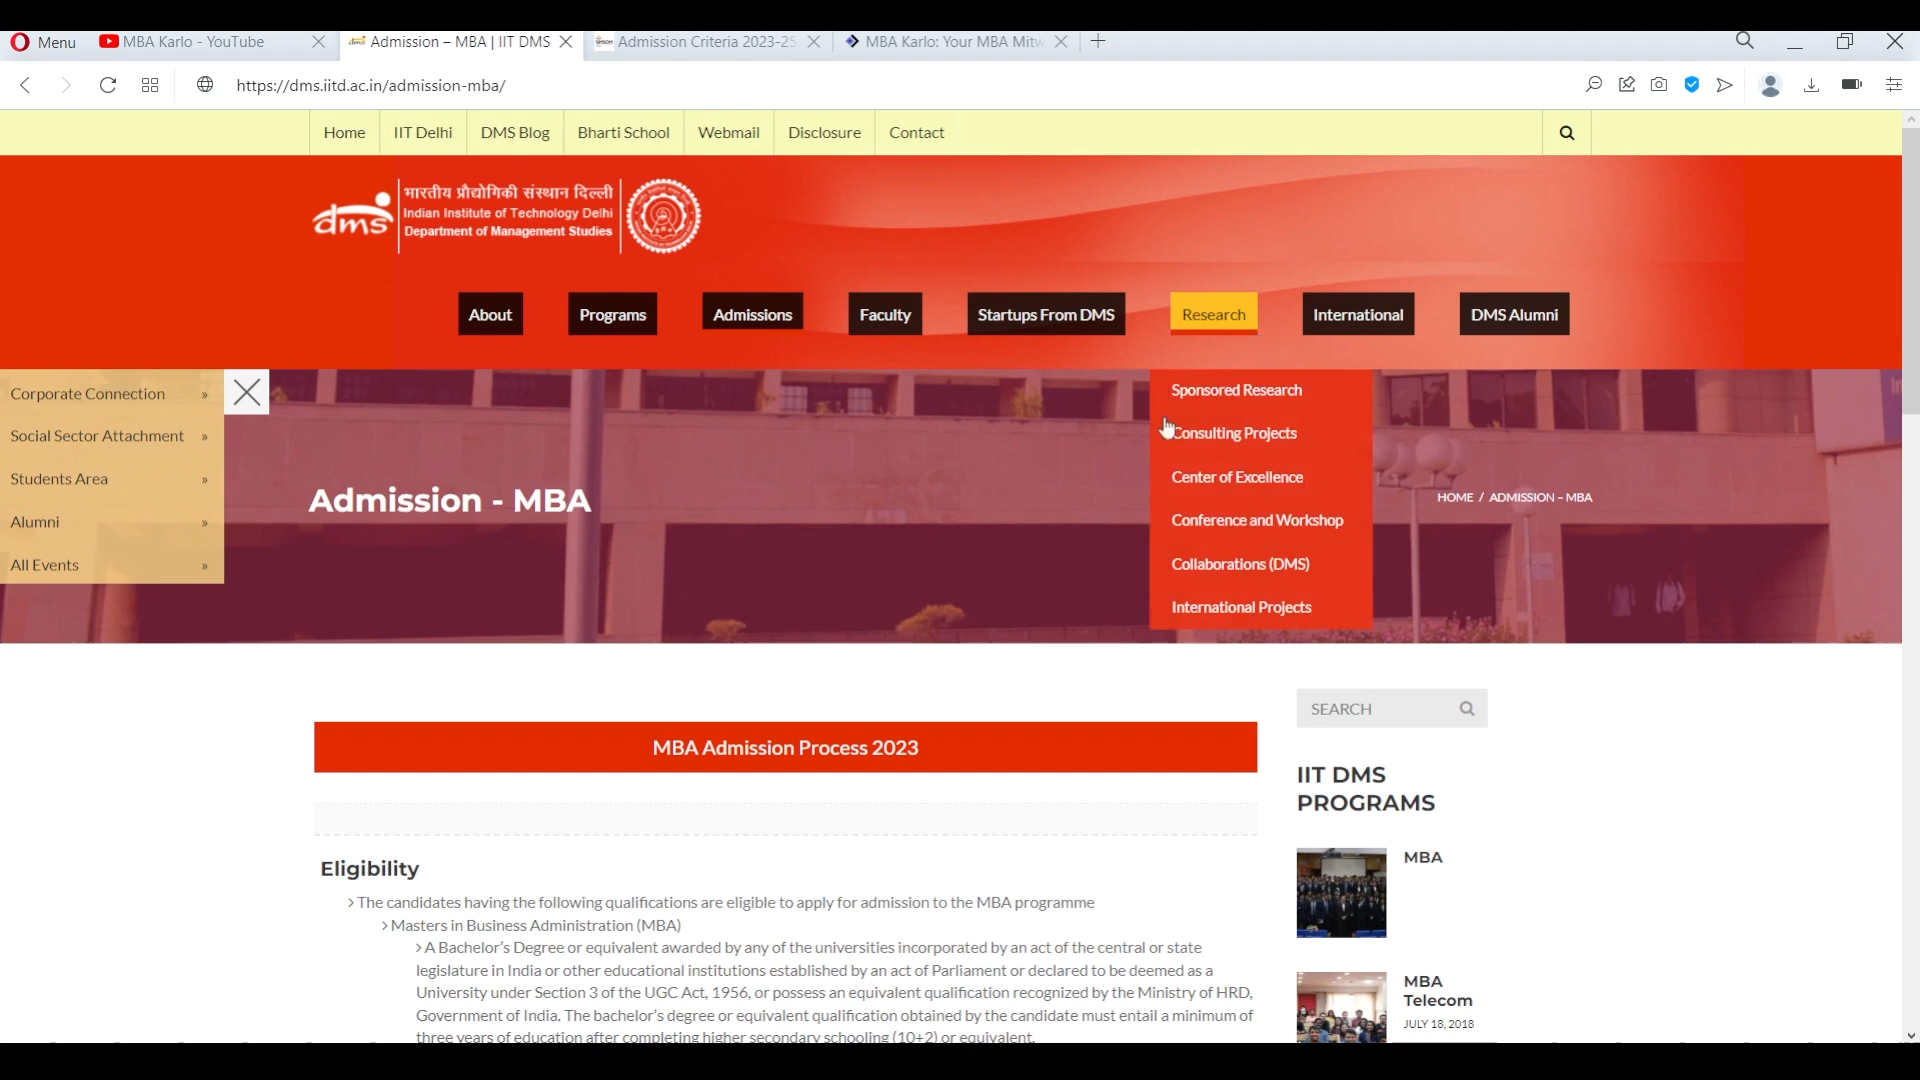 Menu
MBA Karlo - YouTube
Admission – MBA | IIT DMS
Admission Criteria 2023-25
MBA Karlo: Your MBA Mitw
https://dms.iitd.ac.in/admission-mba/
Home
IIT Delhi
DMS Blog
Bharti School
Webmail
Disclosure
Contact
dms
भारतीय प्रौद्योगिकी संस्थान दिल्ली
Indian Institute of Technology Delhi
Department of Management Studies
About
Programs
Admissions
Faculty
Startups From DMS
Research
International
DMS Alumni
Corporate Connection »
Social Sector Attachment »
Students Area »
Alumni »
All Events »
Sponsored Research
Consulting Projects
Center of Excellence
Conference and Workshop
Collaborations (DMS)
International Projects
Admission - MBA
HOME / ADMISSION – MBA
MBA Admission Process 2023
Eligibility
The candidates having the following qualifications are eligible to apply for admission to the MBA programme
Masters in Business Administration (MBA)
A Bachelor's Degree or equivalent awarded by any of the universities incorporated by an act of the central or state
legislature in India or other educational institutions established by an act of Parliament or declared to be deemed as a
University under Section 3 of the UGC Act, 1956, or possess an equivalent qualification recognized by the Ministry of HRD,
Government of India. The bachelor's degree or equivalent qualification obtained by the candidate must entail a minimum of
three years of education after completing higher secondary schooling (10+2) or equivalent.
SEARCH
IIT DMS
PROGRAMS
MBA
MBA
Telecom
JULY 18, 2018